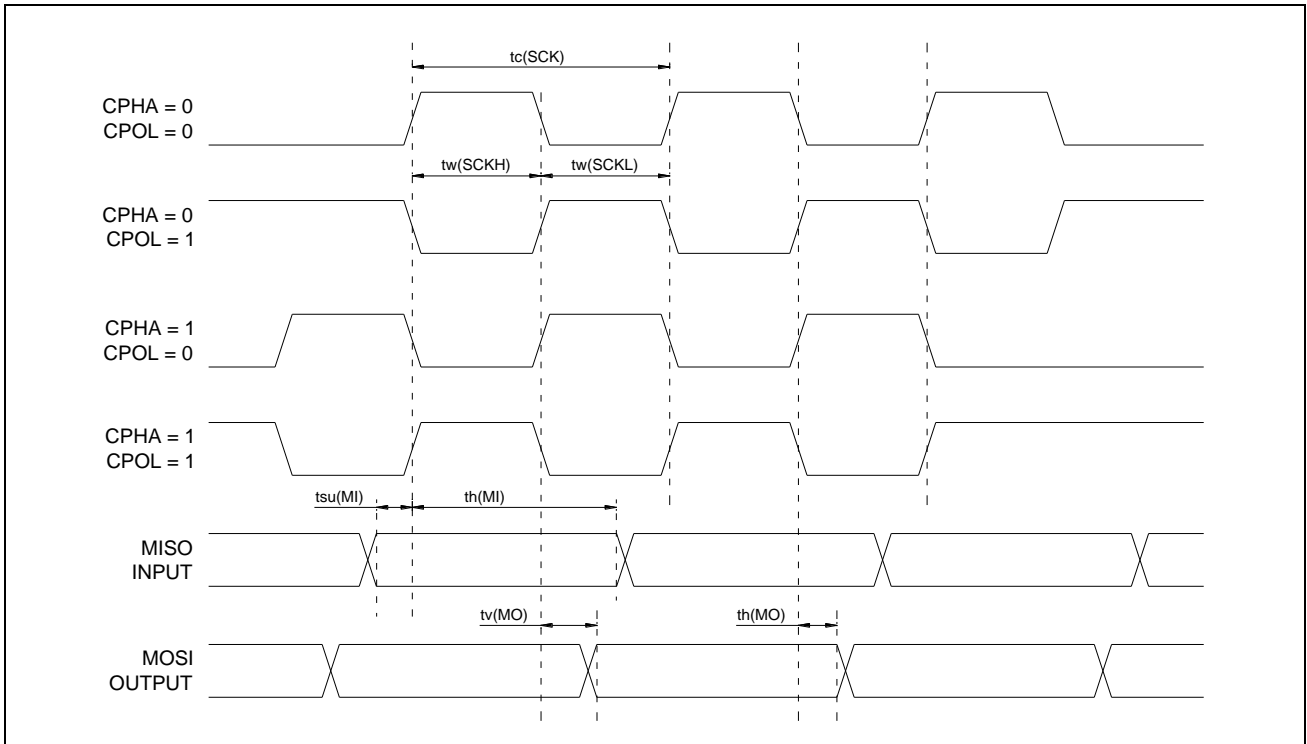 tc(SCK)
CPHA = 0
CPOL = 0
tw(SCKH)
tw(SCKL)
CPHA = 0
CPOL = 1
CPHA = 1
CPOL = 0
CPHA = 1
CPOL = 1
tsu(MI)
th(MI)
MISO
INPUT
tv(MO)
th(MO)
MOSI
OUTPUT